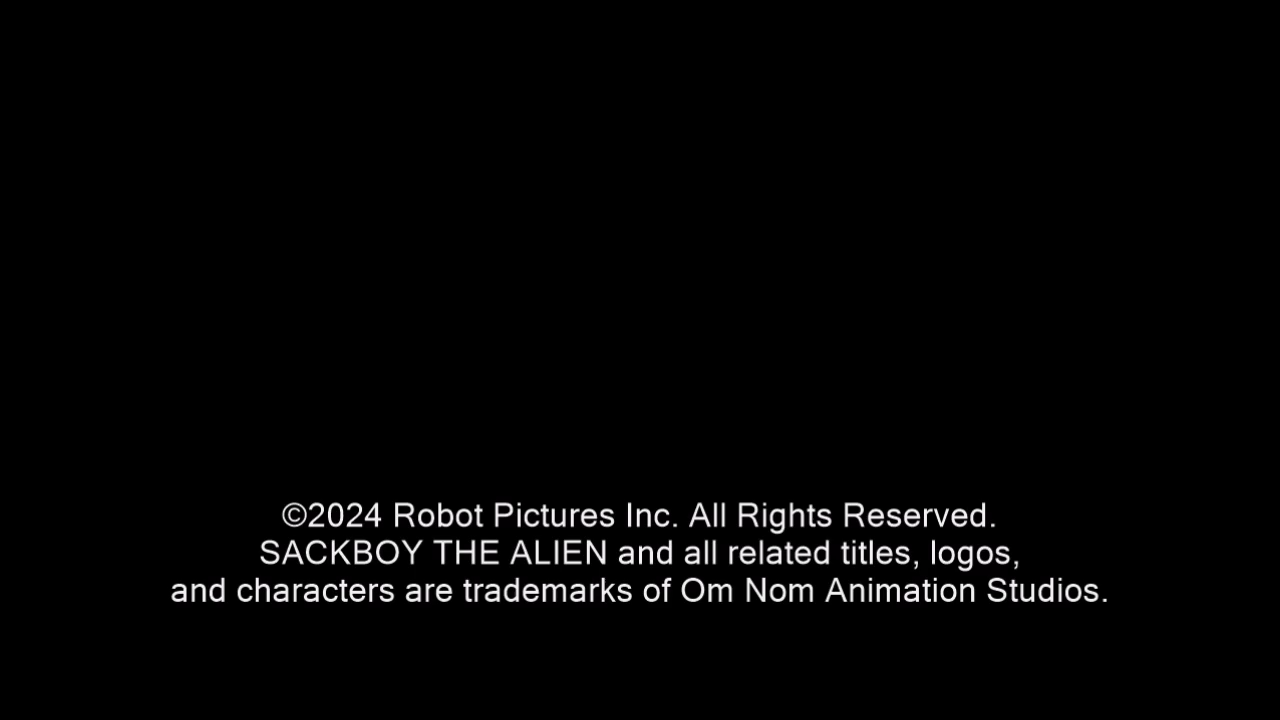 ©2024 Robot Pictures Inc. All Rights Reserved.
SACKBOY THE ALIEN and all related titles, logos,
and characters are trademarks of Om Nom Animation Studios.